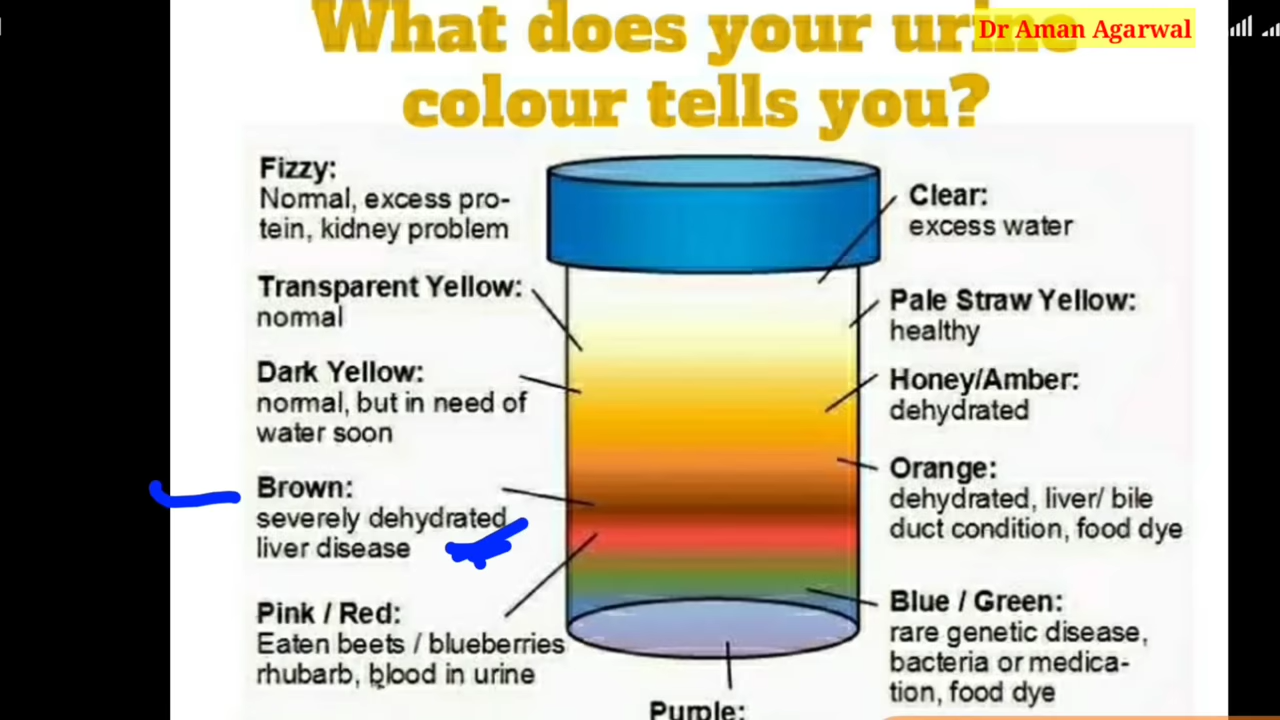 What does your urine
Dr Aman Agarwal
colour tells you?
Fizzy:
Normal, excess pro-
tein, kidney problem
Transparent Yellow:
normal
Dark Yellow:
normal, but in need of
water soon
Brown:
severely dehydrated
liver disease
Pink / Red:
Eaten beets / blueberries
rhubarb, blood in urine
Clear:
excess water
Pale Straw Yellow:
healthy
Honey/Amber:
dehydrated
Orange:
dehydrated, liver/ bile
duct condition, food dye
Blue / Green:
rare genetic disease,
bacteria or medica-
tion, food dye
Purple: